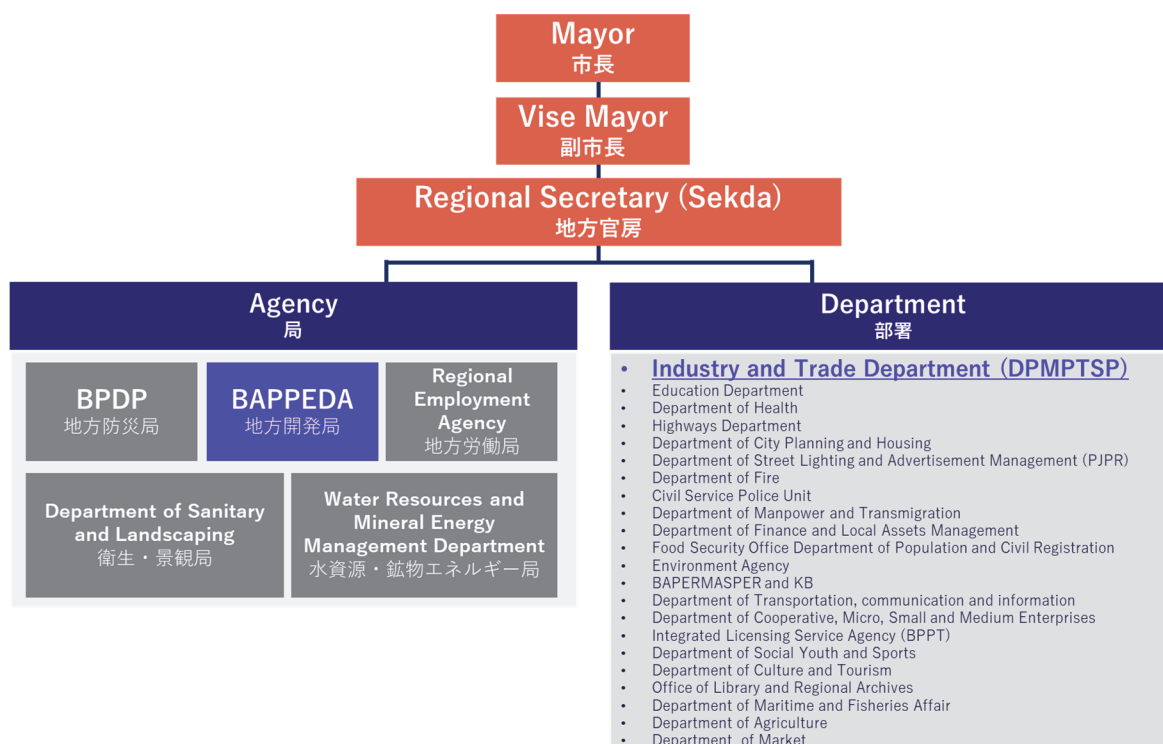 Mayor
市長
Vise Mayor
副市長
Regional Secretary (Sekda)
地方官房
Agency
局
BPDP
地方防災局
BAPPEDA
地方開発局
Regional
Employment
Agency
地方労働局
Department of Sanitary
and Landscaping
衛生・景観局
Water Resources and
Mineral Energy
Management Department
水資源・鉱物エネルギー局
Department
部署
• Industry and Trade Department (DPMPTSP)
• Education Department
• Department of Health
• Highways Department
• Department of City Planning and Housing
• Department of Street Lighting and Advertisement Management (PJPR)
• Department of Fire
• Civil Service Police Unit
• Department of Manpower and Transmigration
• Department of Finance and Local Assets Management
• Food Security Office Department of Population and Civil Registration
• Environment Agency
• BAPERMASPER and KB
• Department of Transportation, communication and information
• Department of Cooperative, Micro, Small and Medium Enterprises
• Integrated Licensing Service Agency (BPPT)
• Department of Social Youth and Sports
• Department of Culture and Tourism
• Office of Library and Regional Archives
• Department of Maritime and Fisheries Affair
• Department of Agriculture
• Department of Market